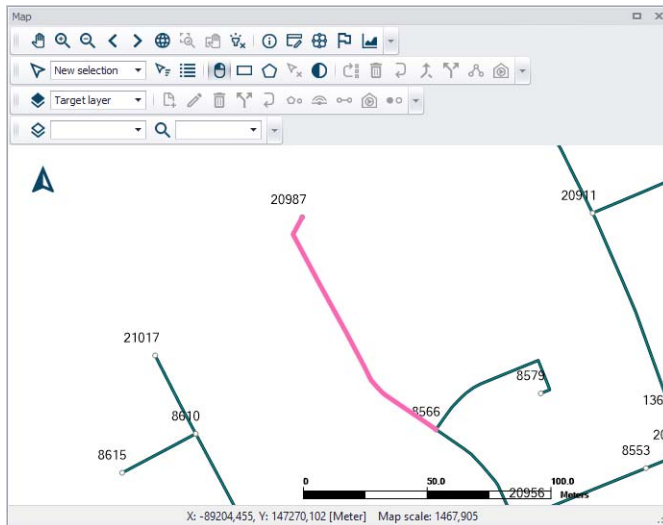 Map
New selection
Target layer
20987
20911
21017
8579
136
8566
8610
20
8553
8615
0
50.0
100.0
20956
Meters
X: -89204,455, Y: 147270,102 [Meter] Map scale: 1467,905